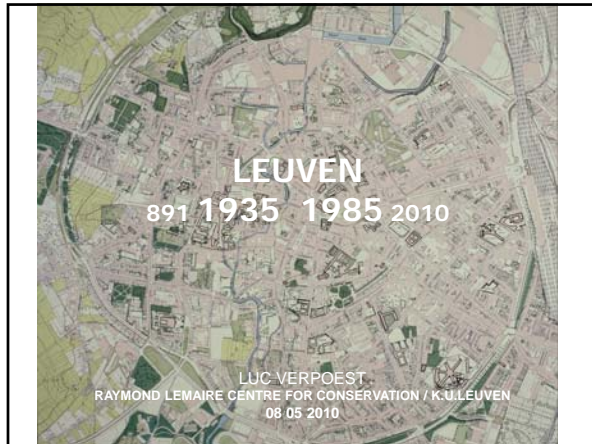 LEUVEN
891 1935 1985 2010
LUC VERPOEST
RAYMOND LEMAIRE CENTRE FOR CONSERVATION / K.U.LEUVEN
08 05 2010